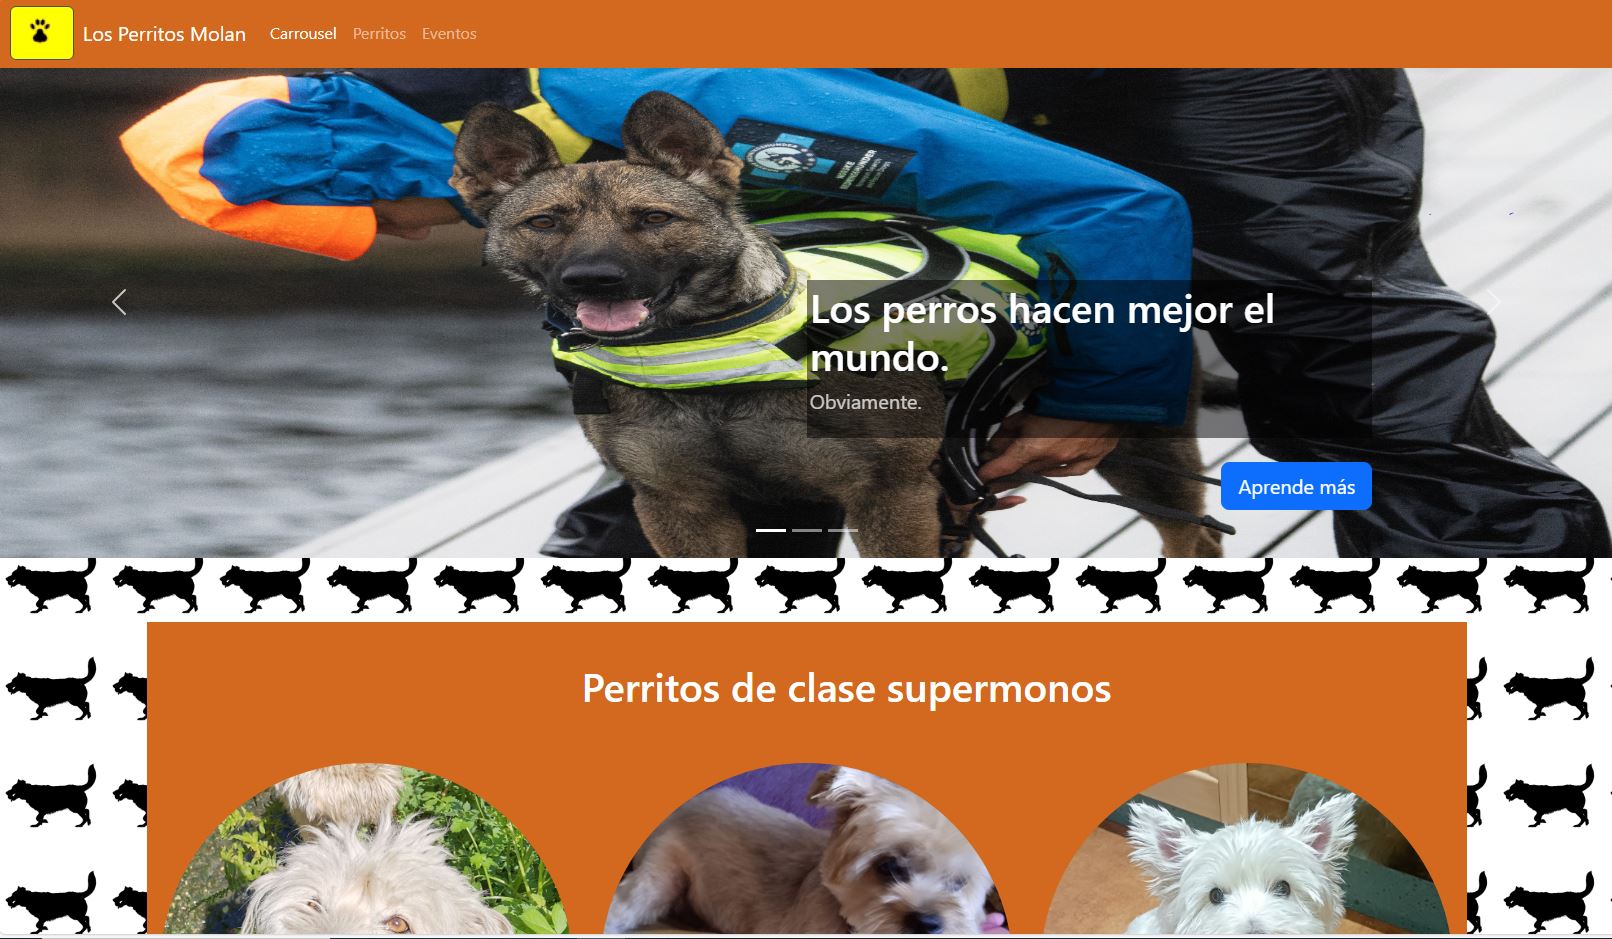 Los Perritos Molan
Carrousel
Perritos
Eventos
Los perros hacen mejor el
mundo.
Obviamente.
Aprende más
Perritos de clase supermonos